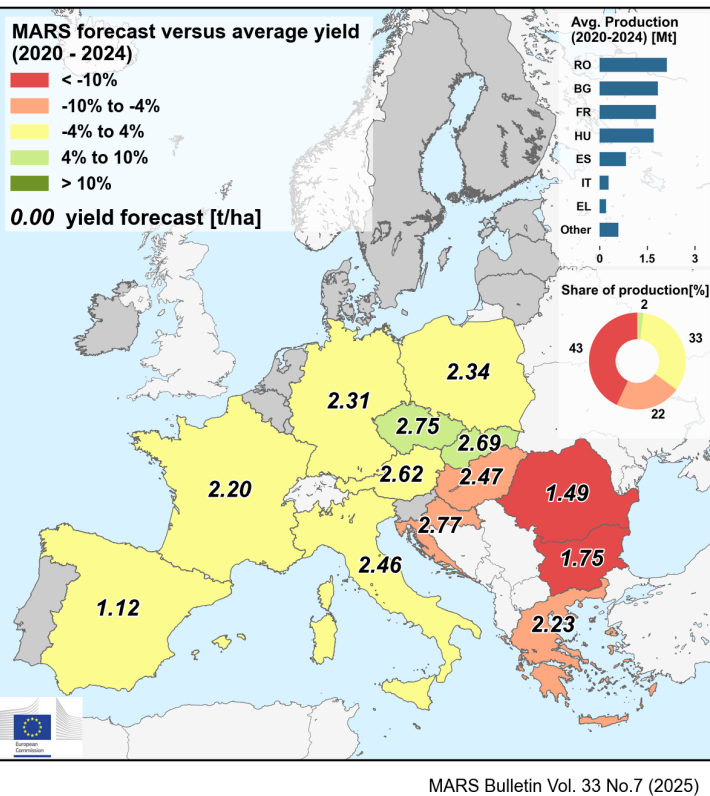 MARS forecast versus average yield
(2020 - 2024)
< -10%
-10% to -4%
-4% to 4%
4% to 10%
> 10%
0.00 yield forecast [t/ha]
Avg. Production
(2020-2024) [Mt]
RO
BG
FR
HU
ES
IT
EL
Other
0 1.5 3
Share of production[%]
2
43
33
22
2.34
2.31
2.75
2.69
2.62
2.47
2.20
1.49
2.77
1.75
2.46
1.12
2.23
European
Commission
MARS Bulletin Vol. 33 No.7 (2025)